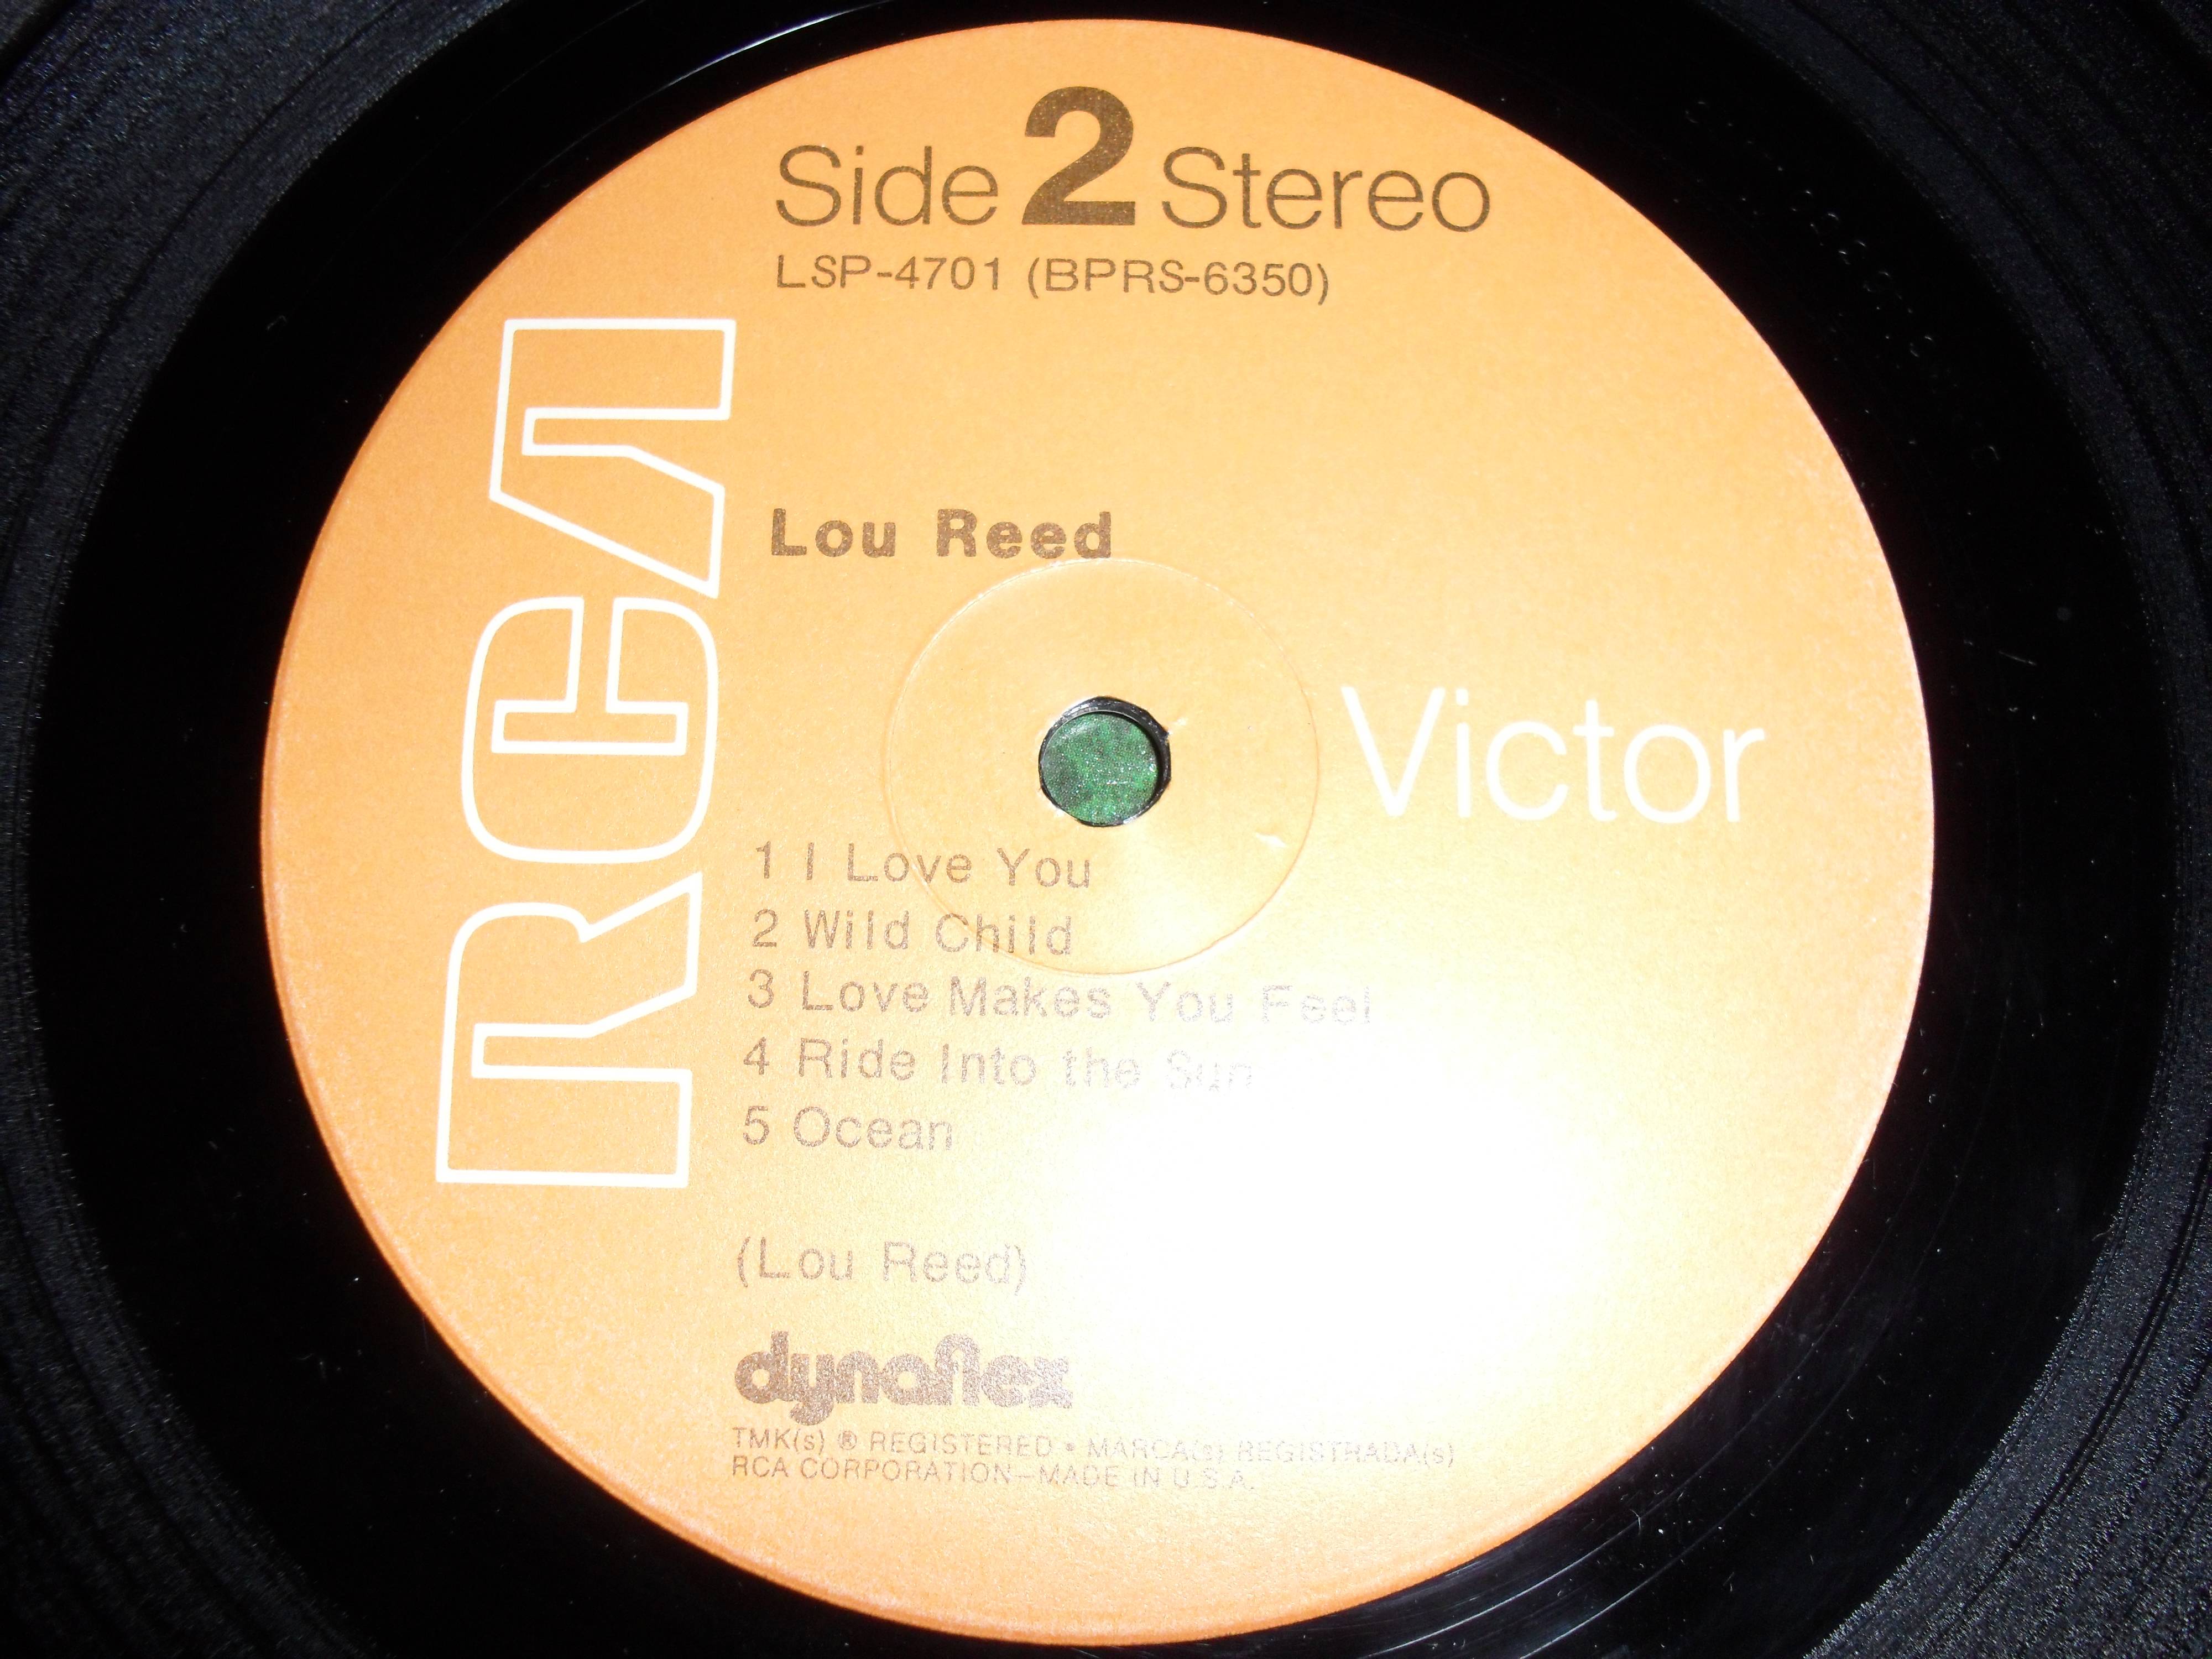 Side 2 Stereo
LSP-4701 (BPRS-6350)
RCA
Lou Reed
Victor
1 I Love You
2 Wild Child
3 Love Makes You Feel
4 Ride Into the Sun
5 Ocean
(Lou Reed)
dynaflex
TMK(s) ® REGISTERED • MARCA(s) REGISTRADA(s)
RCA CORPORATION–MADE IN U.S.A.